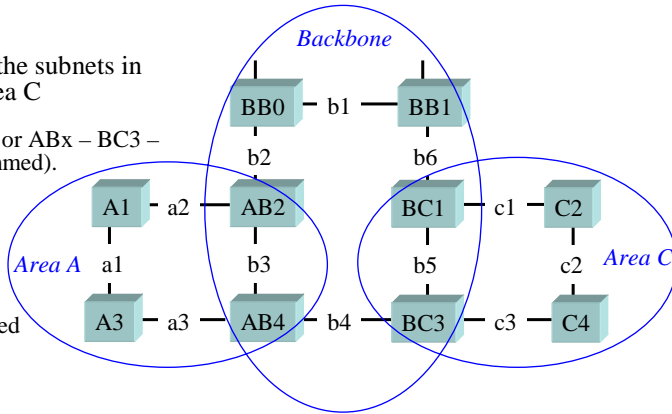 Backbone
the subnets in
ea C
BB0 b1 BB1
or ABx – BC3 –
nmed).
b2 b6
A1 a2 AB2 BC1 c1 C2
Area A a1 b3 b5 c2 Area C
ed
A3 a3 AB4 b4 BC3 c3 C4